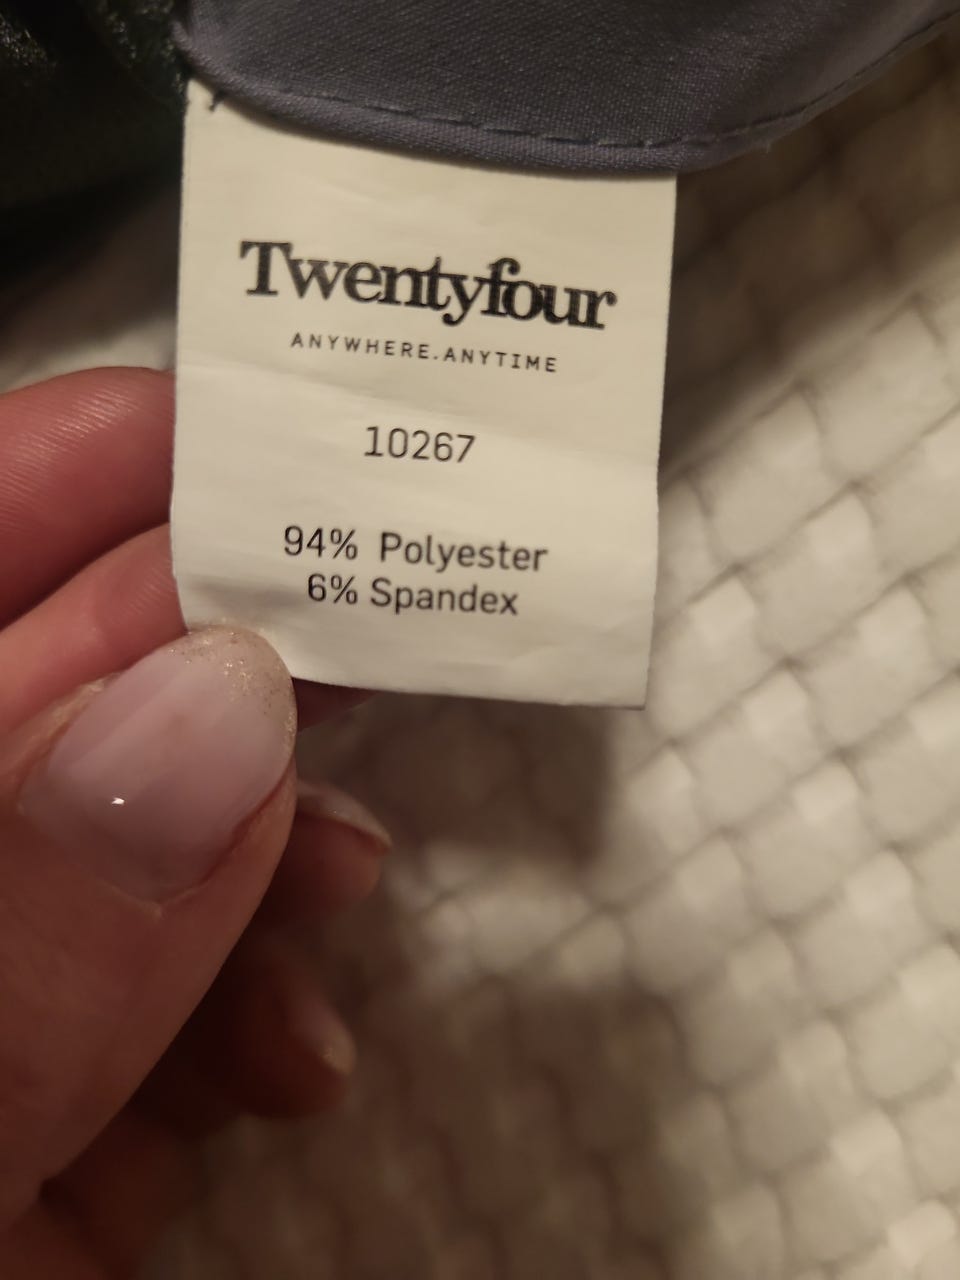 Twentyfour
ANYWHERE.ANYTIME
10267
94% Polyester
6% Spandex